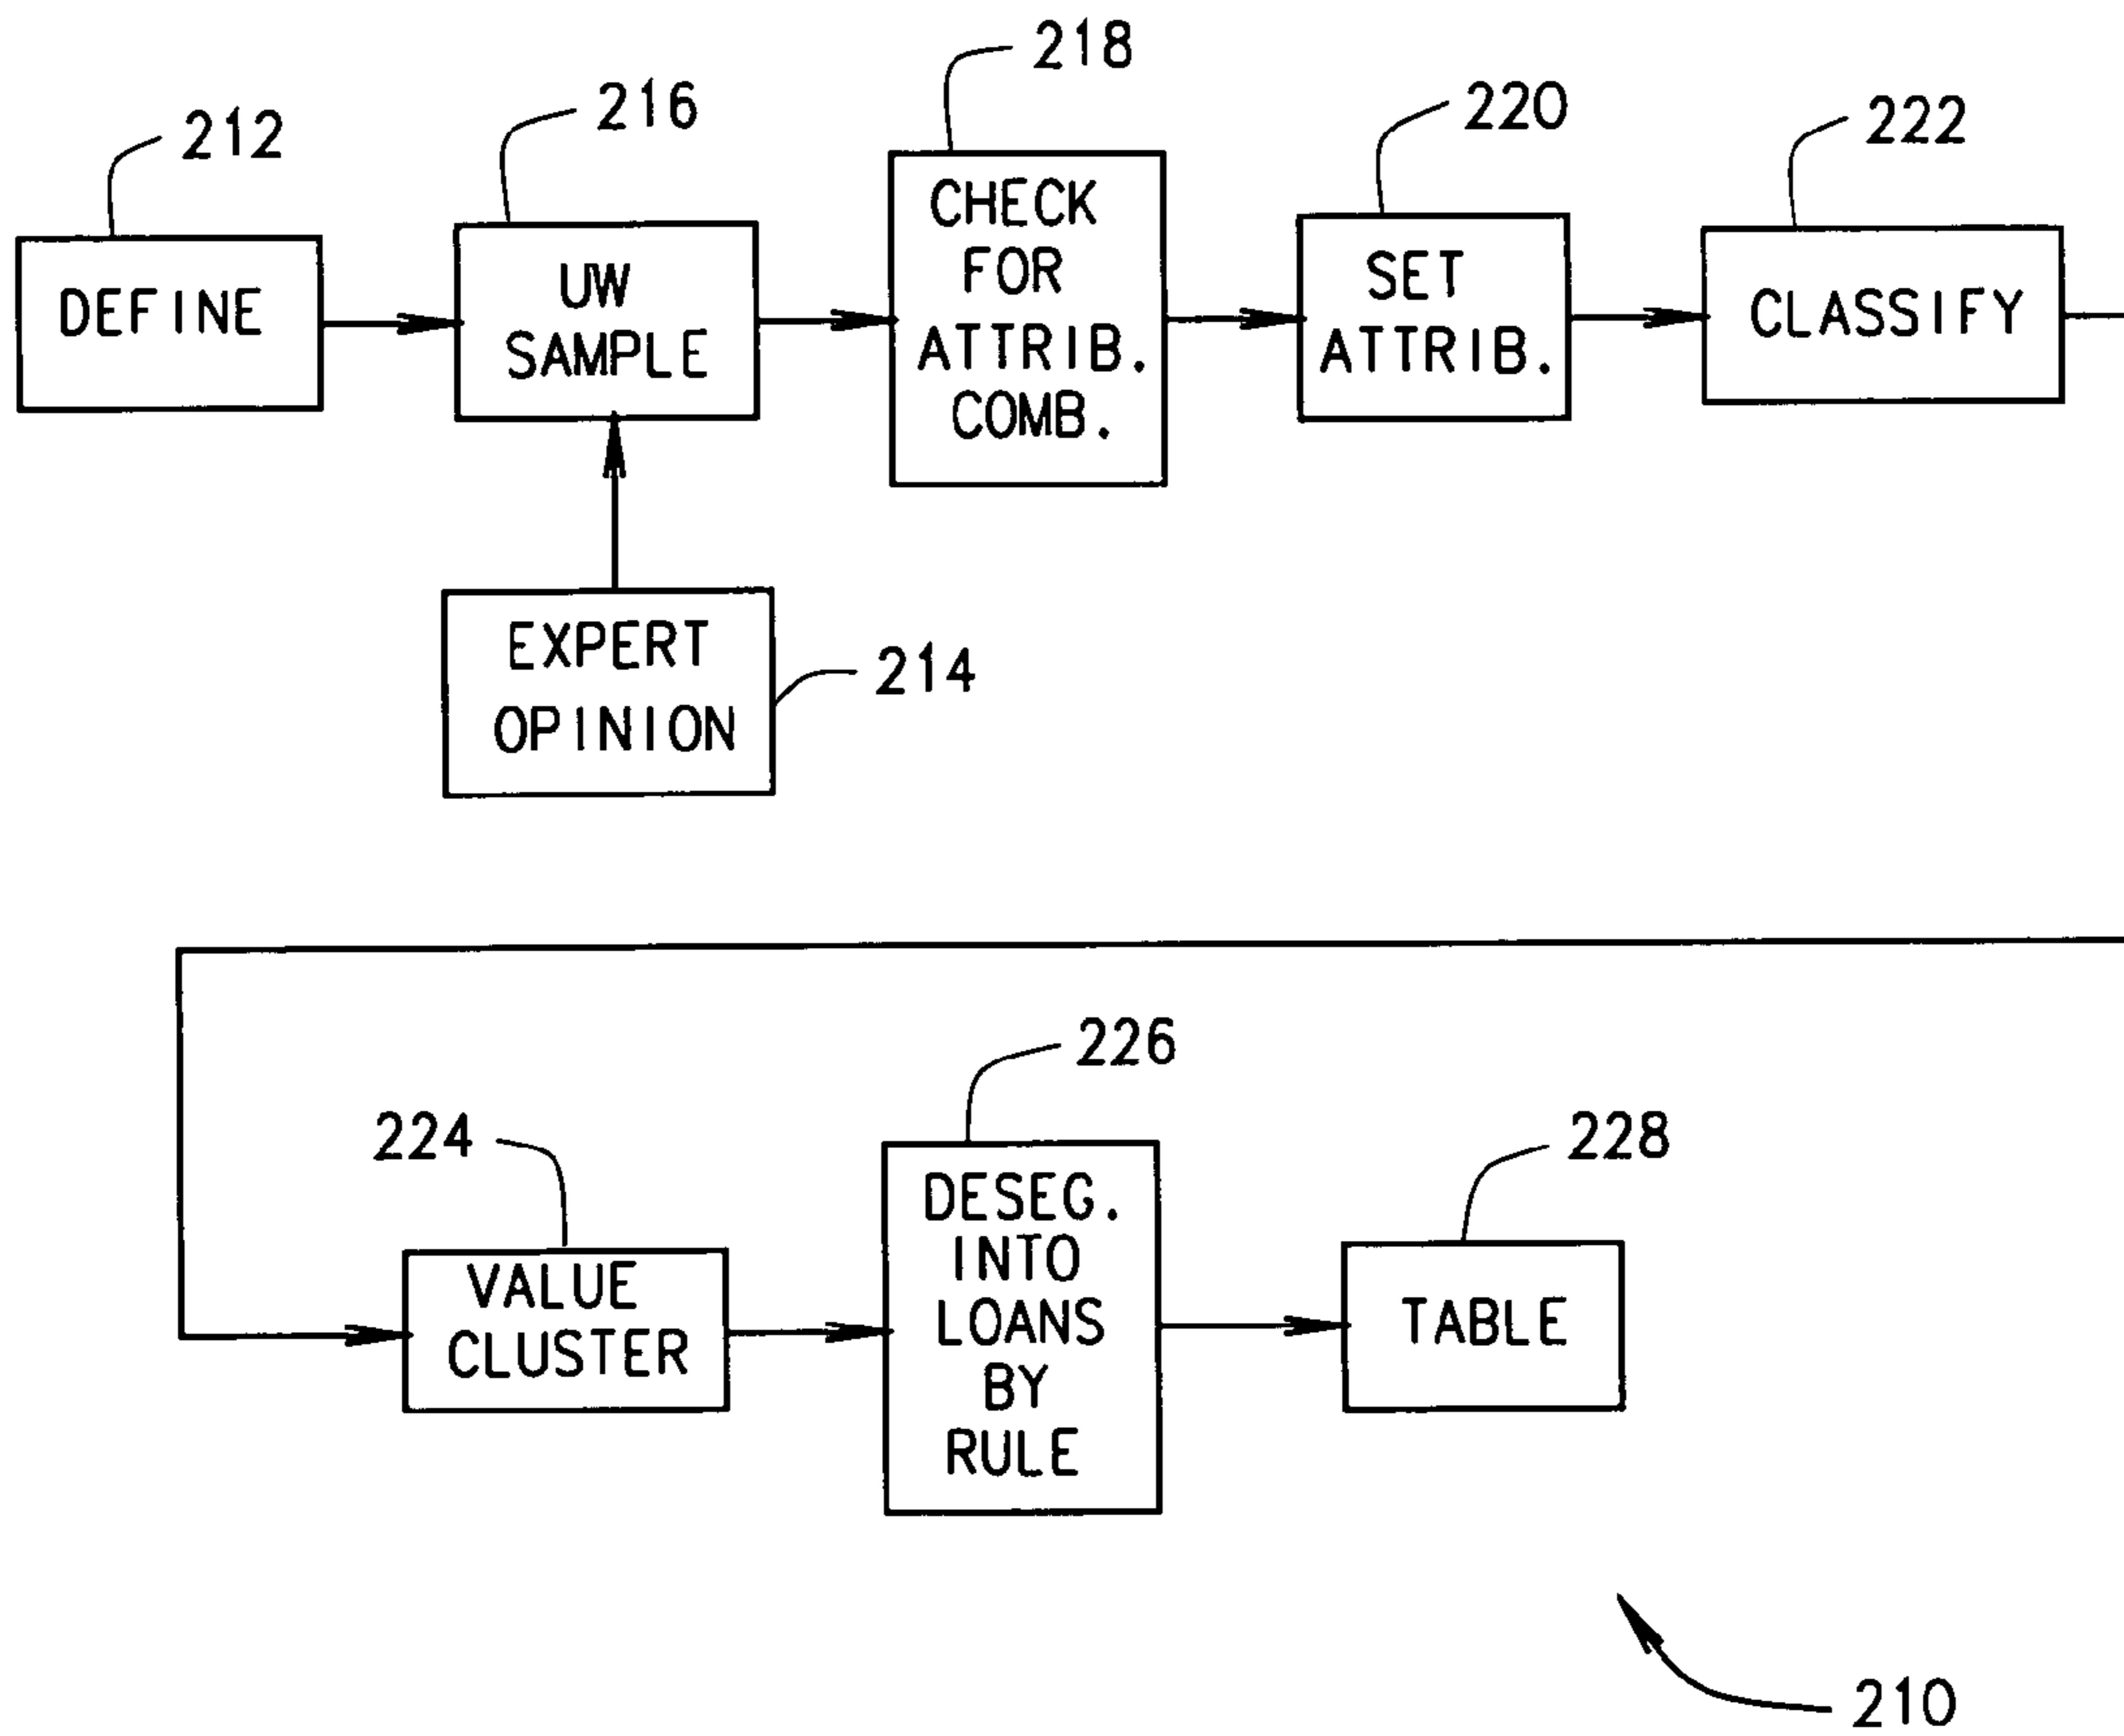 212
DEFINE
216
UW
SAMPLE
218
CHECK
FOR
ATTRIB.
COMB.
220
SET
ATTRIB.
222
CLASSIFY
EXPERT
OPINION
214
224
VALUE
CLUSTER
226
DESEG.
INTO
LOANS
BY
RULE
228
TABLE
210